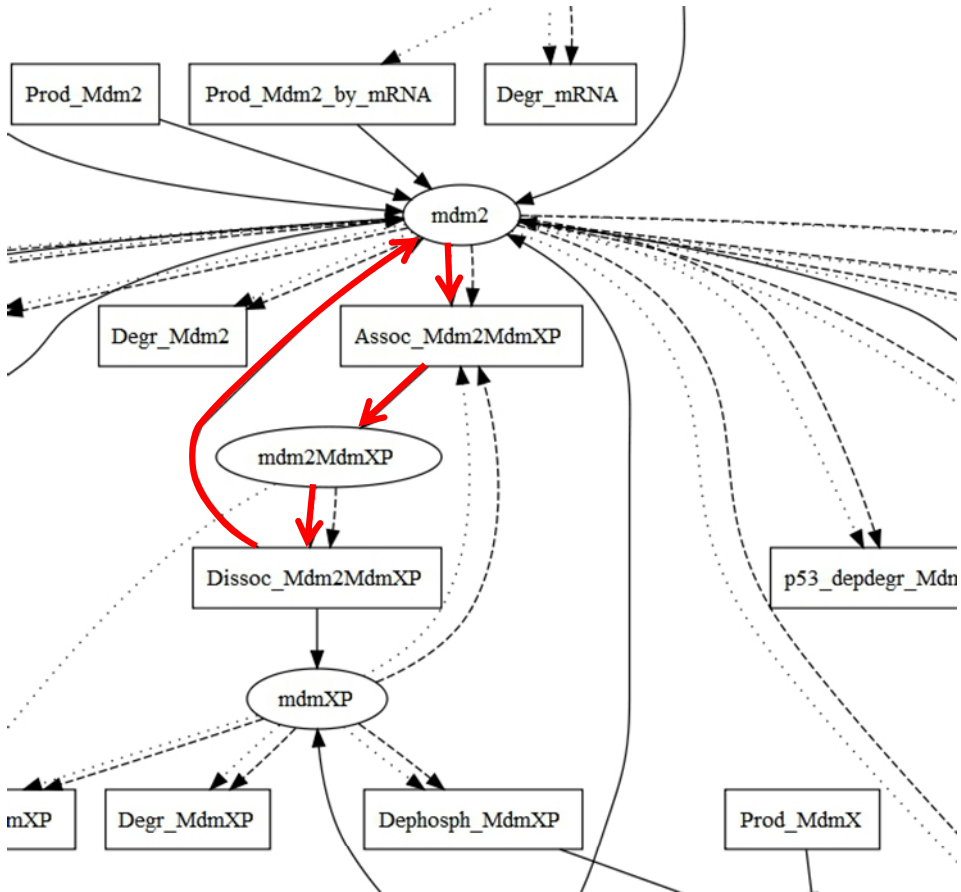 Prod_Mdm2
Prod_Mdm2_by_mRNA
Degr_mRNA
mdm2
Degr_Mdm2
Assoc_Mdm2MdmXP
mdm2MdmXP
Dissoc_Mdm2MdmXP
p53_depdegr_Mdm
mdmXP
mXP
Degr_MdmXP
Dephosph_MdmXP
Prod_MdmX